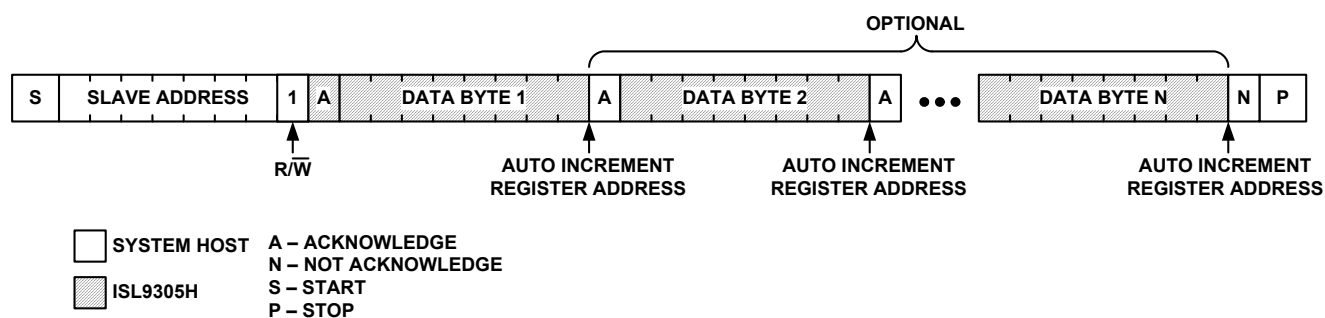 OPTIONAL
S SLAVE ADDRESS 1 A DATA BYTE 1 A DATA BYTE 2 A ●●● DATA BYTE N N P
R/W̅
AUTO INCREMENT
REGISTER ADDRESS
AUTO INCREMENT
REGISTER ADDRESS
AUTO INCREMENT
REGISTER ADDRESS
SYSTEM HOST
ISL9305H
A – ACKNOWLEDGE
N – NOT ACKNOWLEDGE
S – START
P – STOP